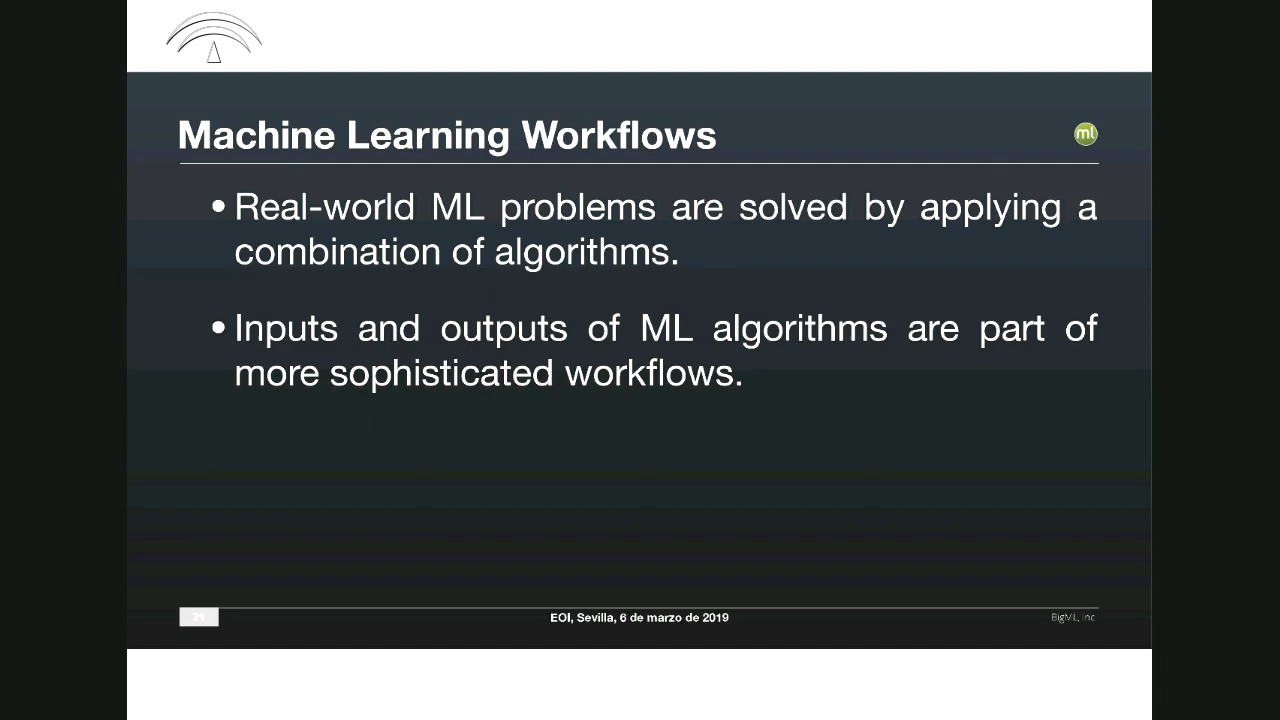 Machine Learning Workflows
ml
• Real-world ML problems are solved by applying a
combination of algorithms.
• Inputs and outputs of ML algorithms are part of
more sophisticated workflows.
71
EOI, Sevilla, 6 de marzo de 2019
BigML, Inc